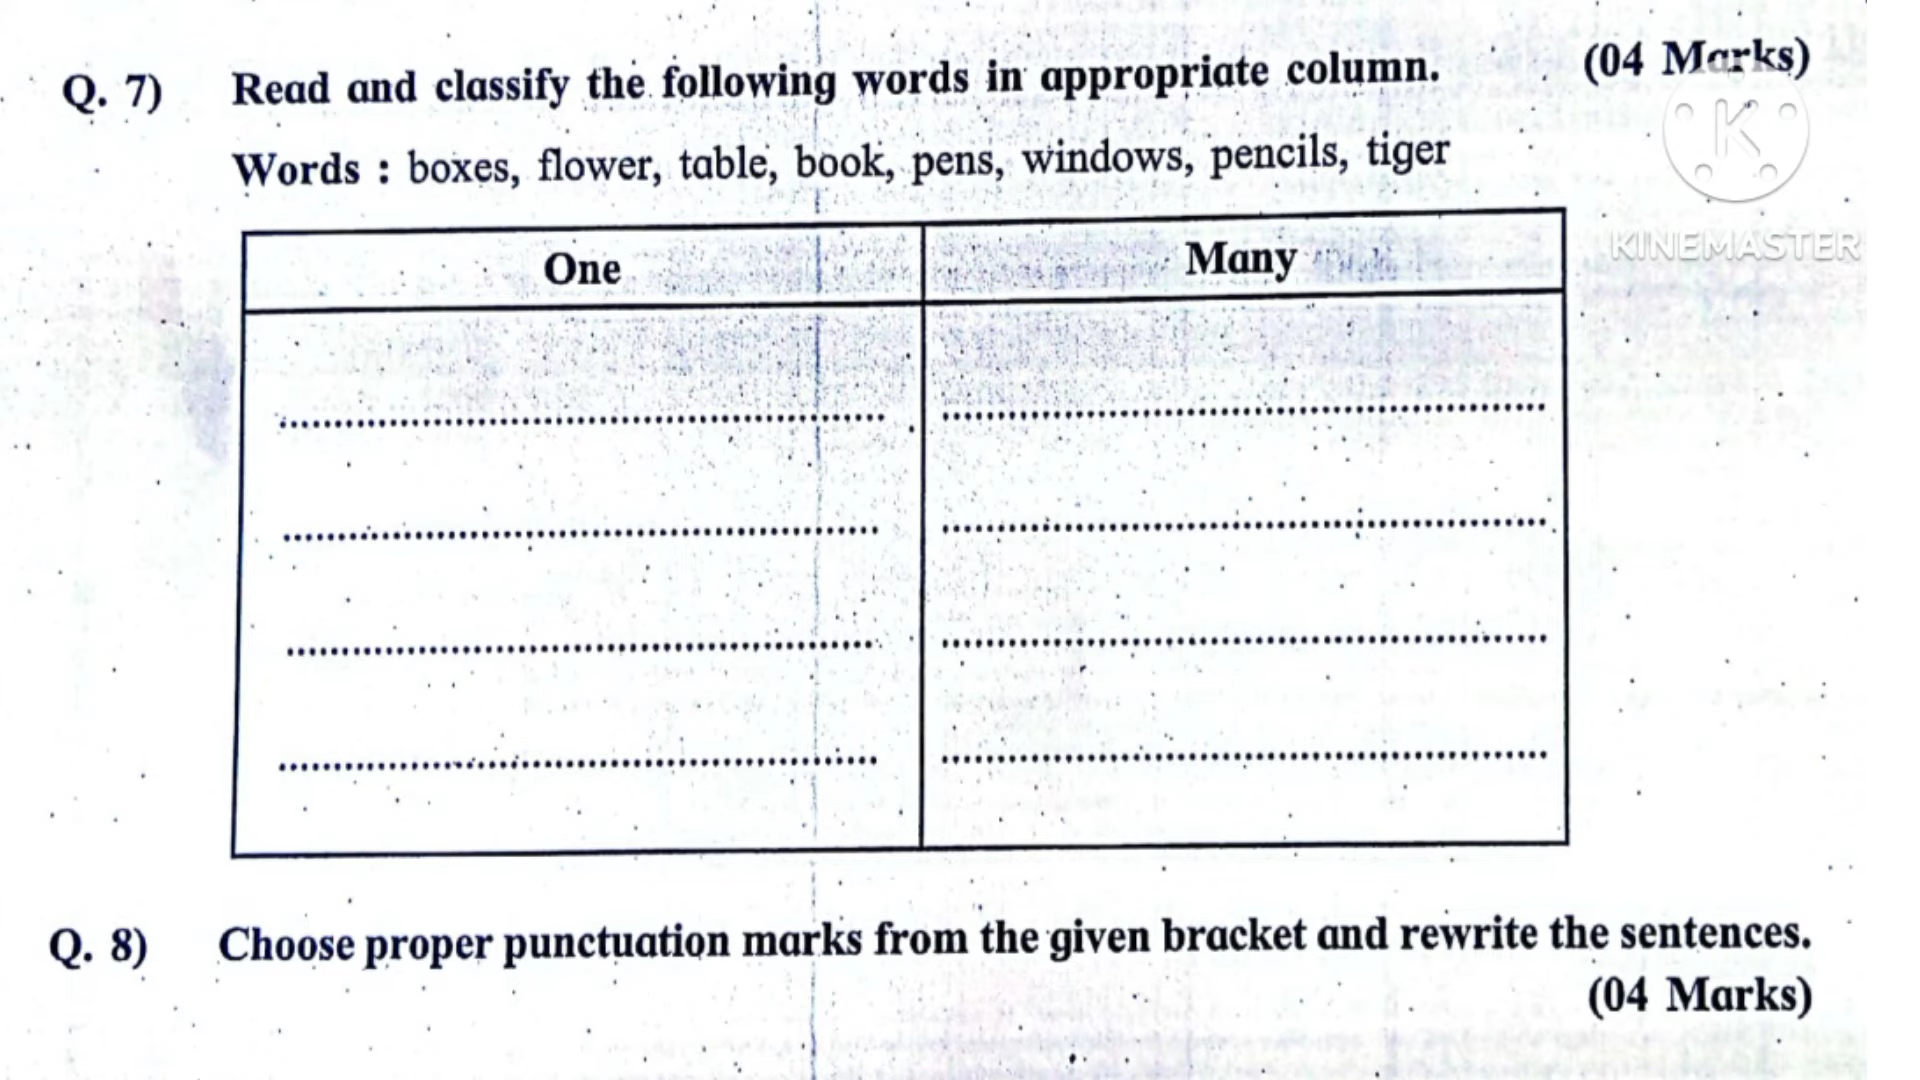 Q. 7) Read and classify the following words in appropriate column. (04 Marks)
Words : boxes, flower, table, book, pens, windows, pencils, tiger
K
KINEMASTER
One Many
Q. 8) Choose proper punctuation marks from the given bracket and rewrite the sentences.
(04 Marks)